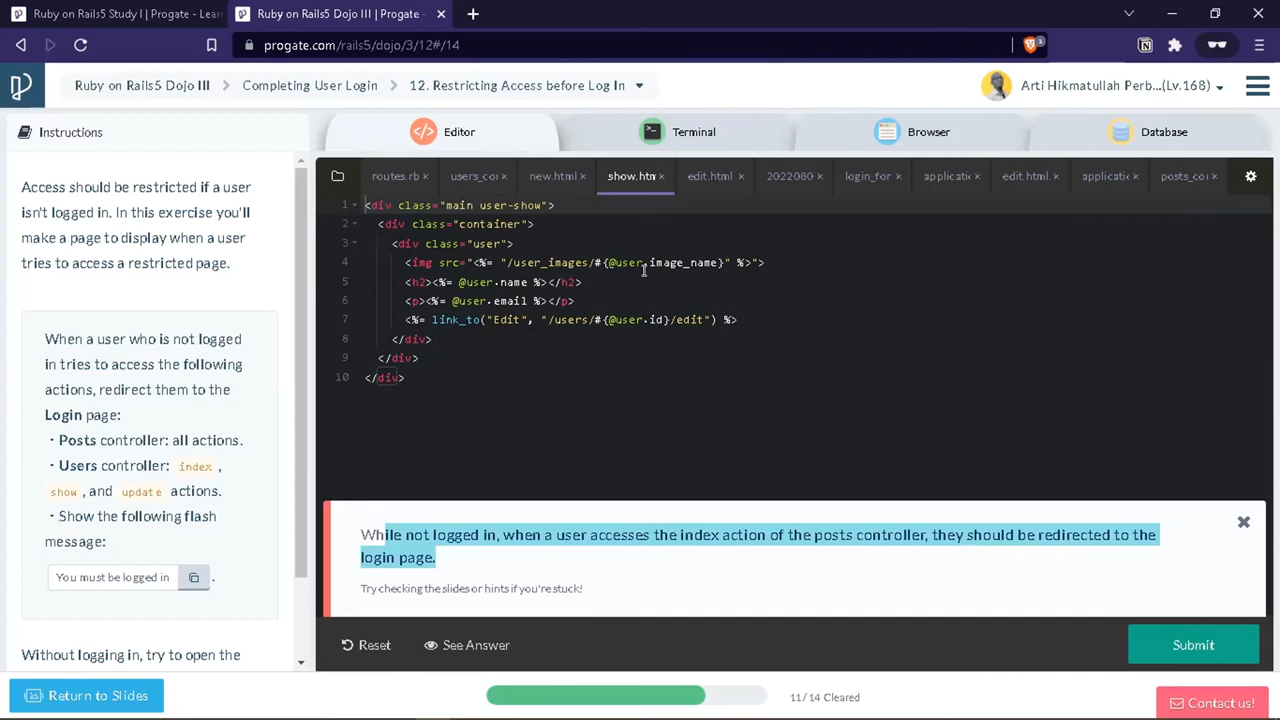 Ruby on Rails5 Study I | Progate - Learn
Ruby on Rails5 Dojo III | Progate -
progate.com/rails5/dojo/3/12#/14
3
Ruby on Rails5 Dojo III
Completing User Login
12. Restricting Access before Log In
Arti Hikmatullah Perb...(Lv.168)
Instructions
Editor
Terminal
Browser
Database
routes.rb
users_con
new.html
show.htm
edit.html
2022080
login_for
applicatic
edit.html.
applicatic
posts_con
Access should be restricted if a user
isn't logged in. In this exercise you'll
make a page to display when a user
tries to access a restricted page.
When a user who is not logged
in tries to access the following
actions, redirect them to the
Login page:
・Posts controller: all actions.
・Users controller: index ,
show , and update actions.
・Show the following flash
message:
You must be logged in .
Without logging in, try to open the
1 <div class="main user-show">
2 <div class="container">
3 <div class="user">
4 <img src="<%= "/user_images/#{@user.image_name}" %>">
5 <h2><%= @user.name %></h2>
6 <p><%= @user.email %></p>
7 <%= link_to("Edit", "/users/#{@user.id}/edit") %>
8 </div>
9 </div>
10 </div>
While not logged in, when a user accesses the index action of the posts controller, they should be redirected to the
login page.
Try checking the slides or hints if you're stuck!
Reset
See Answer
Submit
Return to Slides
11/14 Cleared
Contact us!